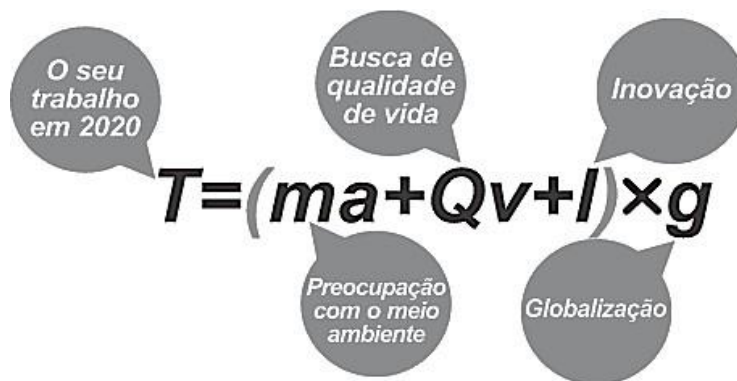 O seu
trabalho
em 2020
Busca de
qualidade
de vida
Inovação
T=(ma+Qv+I)×g
Preocupação
com o meio
ambiente
Globalização